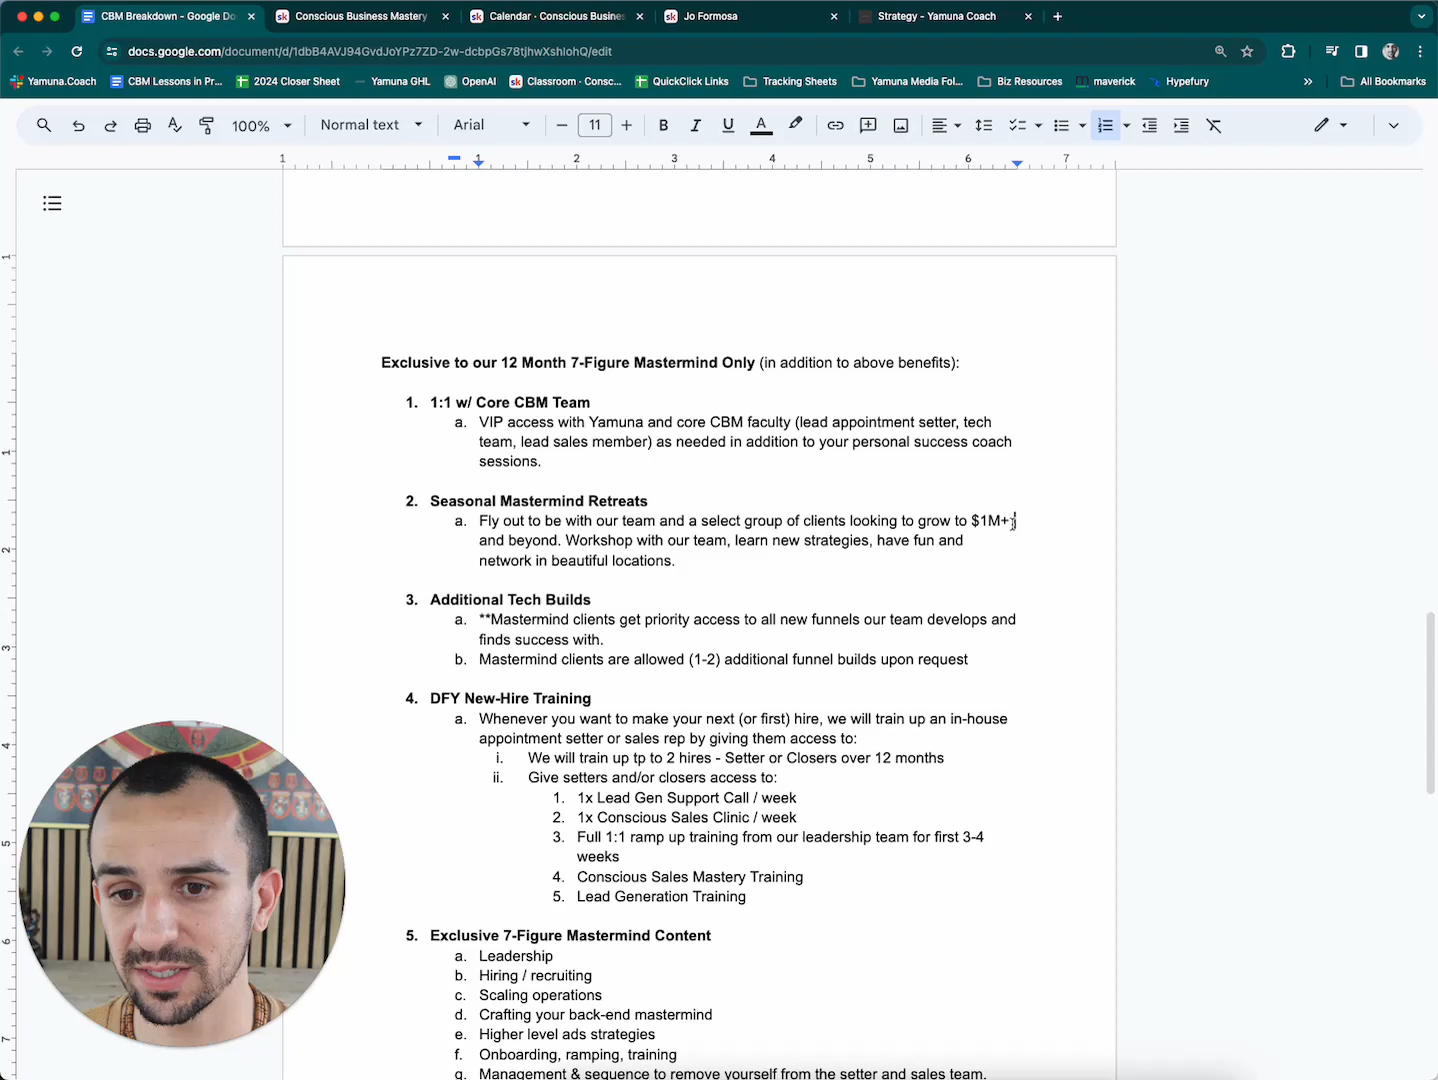 CBM Breakdown - Google Do
Conscious Business Mastery
Calendar · Conscious Busines
Jo Formosa
Strategy - Yamuna Coach
docs.google.com/document/d/1dbB4AVJ94GvdJoYPz7ZD-2w-dcbpGs78tjhwXshIohQ/edit
Yamuna.Coach
CBM Lessons in Pr...
2024 Closer Sheet
Yamuna GHL
OpenAI
Classroom · Consc...
QuickClick Links
Tracking Sheets
Yamuna Media Fol...
Biz Resources
maverick
Hypefury
All Bookmarks
100%
Normal text
Arial
11
1 1 2 3 4 5 6 7
Exclusive to our 12 Month 7-Figure Mastermind Only (in addition to above benefits):
1. 1:1 w/ Core CBM Team
a. VIP access with Yamuna and core CBM faculty (lead appointment setter, tech
team, lead sales member) as needed in addition to your personal success coach
sessions.
2. Seasonal Mastermind Retreats
a. Fly out to be with our team and a select group of clients looking to grow to $1M+
and beyond. Workshop with our team, learn new strategies, have fun and
network in beautiful locations.
3. Additional Tech Builds
a. **Mastermind clients get priority access to all new funnels our team develops and
finds success with.
b. Mastermind clients are allowed (1-2) additional funnel builds upon request
4. DFY New-Hire Training
a. Whenever you want to make your next (or first) hire, we will train up an in-house
appointment setter or sales rep by giving them access to:
i. We will train up tp to 2 hires - Setter or Closers over 12 months
ii. Give setters and/or closers access to:
1. 1x Lead Gen Support Call / week
2. 1x Conscious Sales Clinic / week
3. Full 1:1 ramp up training from our leadership team for first 3-4
weeks
4. Conscious Sales Mastery Training
5. Lead Generation Training
5. Exclusive 7-Figure Mastermind Content
a. Leadership
b. Hiring / recruiting
c. Scaling operations
d. Crafting your back-end mastermind
e. Higher level ads strategies
f. Onboarding, ramping, training
g. Management & sequence to remove yourself from the setter and sales team.